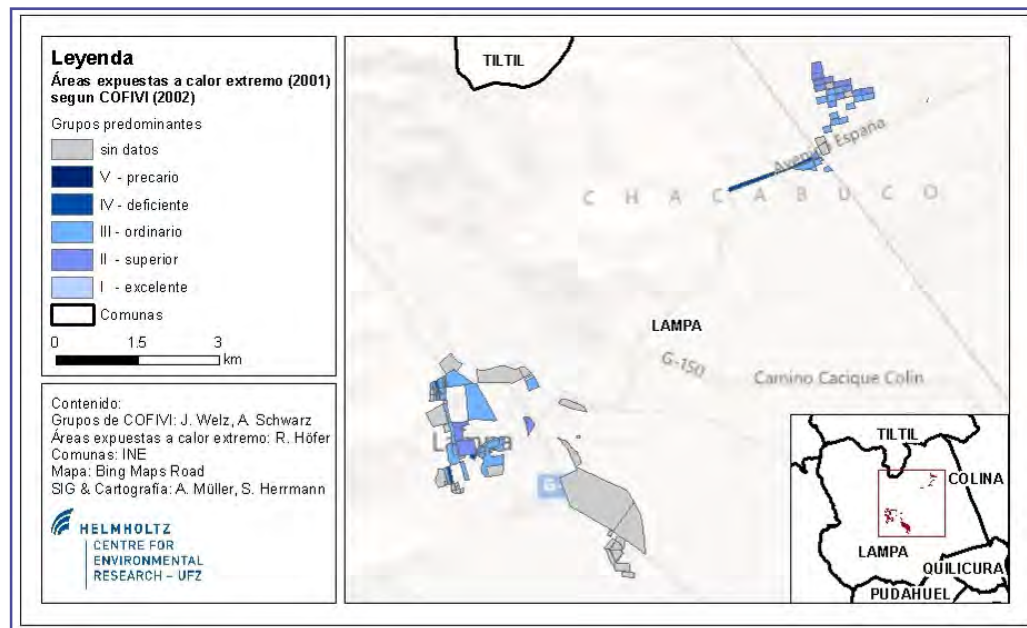 Leyenda
Áreas expuestas a calor extremo (2001)
segun COFIVI (2002)
Grupos predominantes
sin datos
V - precario
IV - deficiente
III - ordinario
II - superior
I - excelente
Comunas
0 1.5 3
km
Contenido:
Grupos de COFIVI: J. Welz, A. Schwarz
Áreas expuestas a calor extremo: R. Höfer
Comunas: INE
Mapa: Bing Maps Road
SIG & Cartografía: A. Müller, S. Herrmann
HELMHOLTZ
CENTRE FOR
ENVIRONMENTAL
RESEARCH – UFZ
TILTIL
Avenida España
CHACABUCO
LAMPA
G-150
Camino Cacique Colin
Lampa
TILTIL
COLINA
LAMPA
QUILICURA
PUDAHUEL